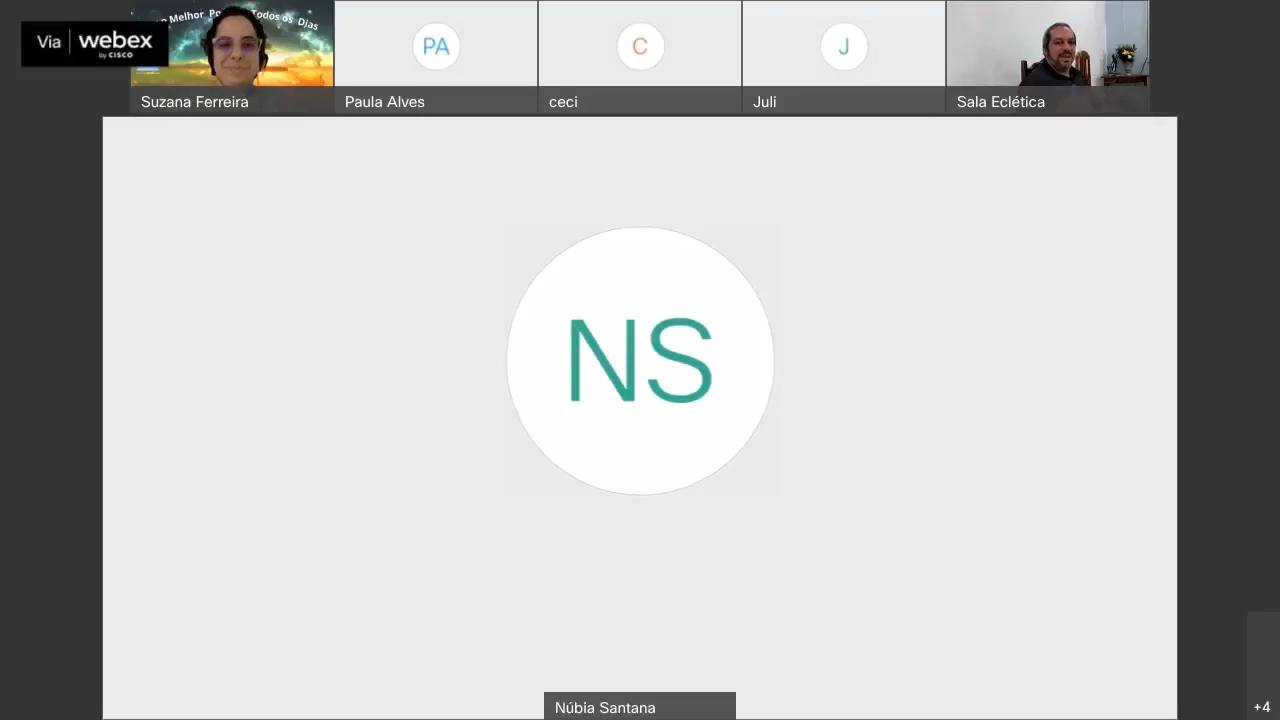 Via webex
by CISCO
Melhor Todos os Dias
Suzana Ferreira
PA
Paula Alves
C
ceci
J
Juli
Sala Eclética
NS
Núbia Santana
+4